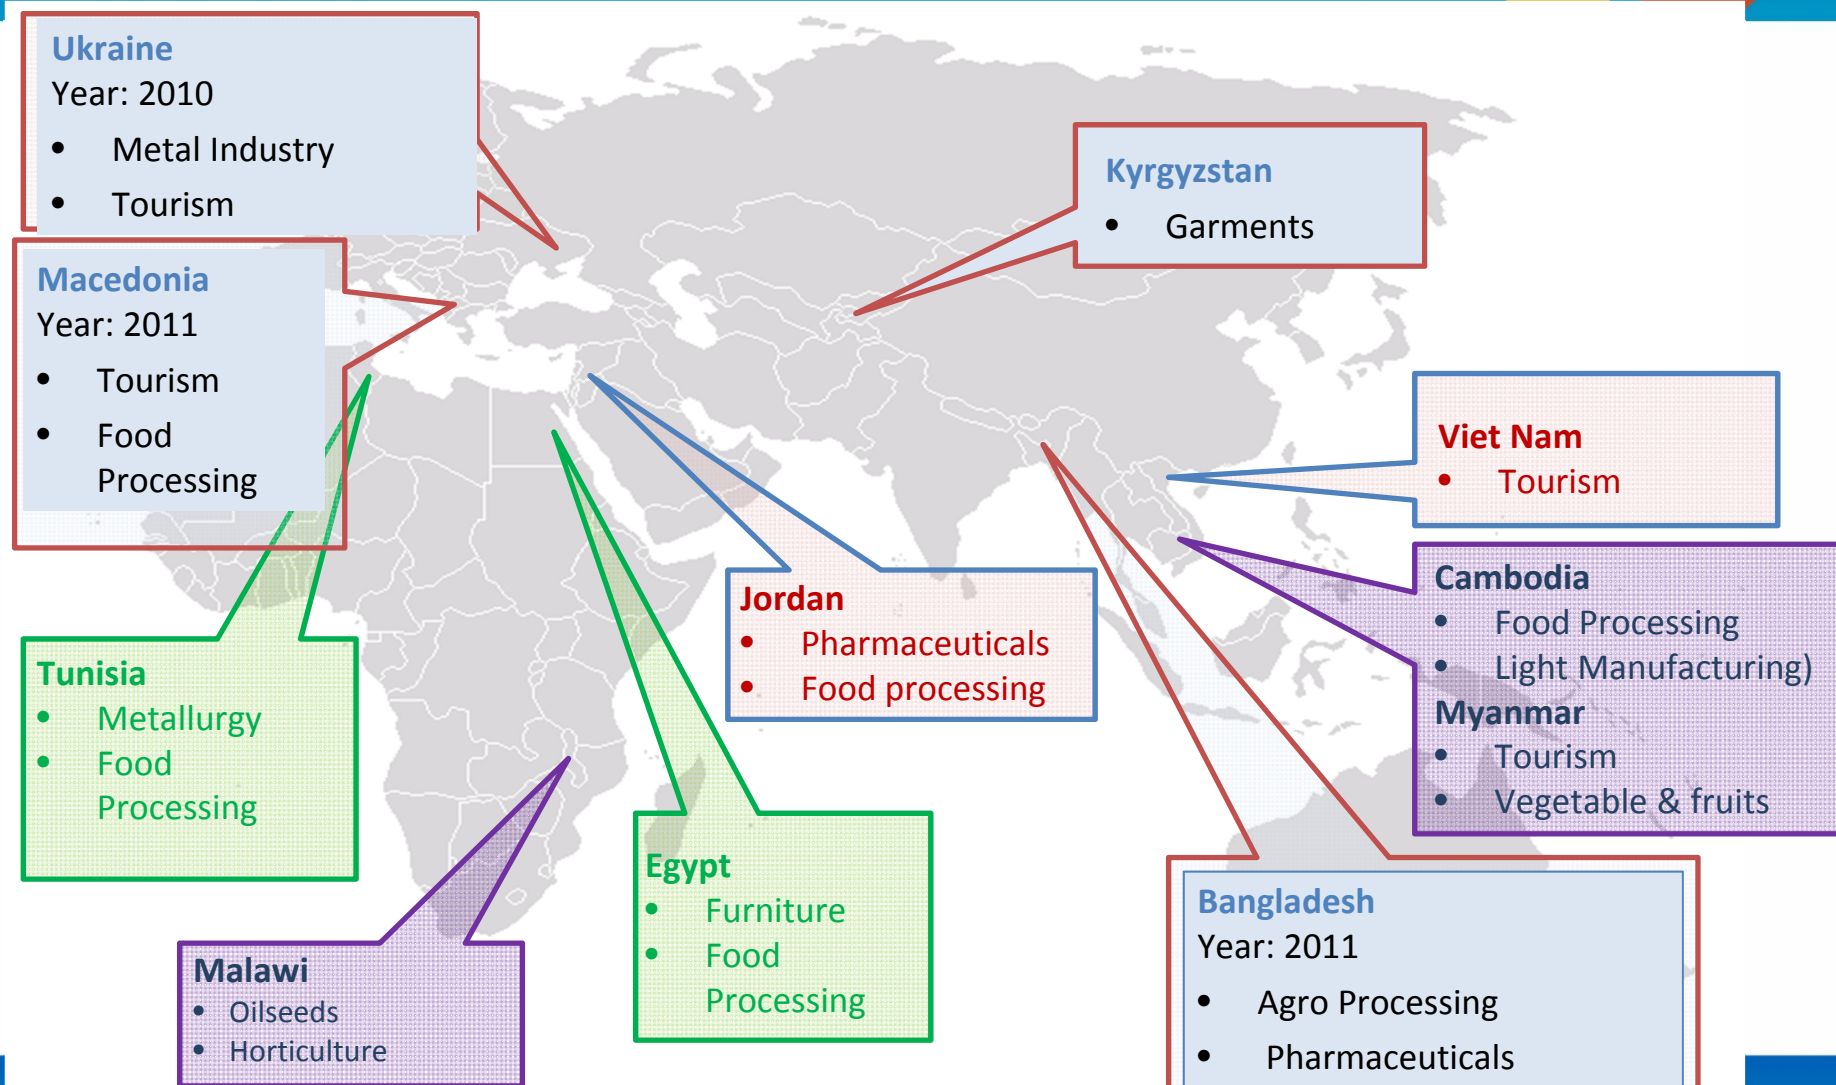 Ukraine
Year: 2010
• Metal Industry
• Tourism
Kyrgyzstan
• Garments
Macedonia
Year: 2011
• Tourism
• Food
Processing
Viet Nam
• Tourism
Cambodia
• Food Processing
• Light Manufacturing)
Myanmar
• Tourism
• Vegetable & fruits
Jordan
• Pharmaceuticals
• Food processing
Tunisia
• Metallurgy
• Food
Processing
Egypt
• Furniture
• Food
Processing
Bangladesh
Year: 2011
• Agro Processing
• Pharmaceuticals
Malawi
• Oilseeds
• Horticulture